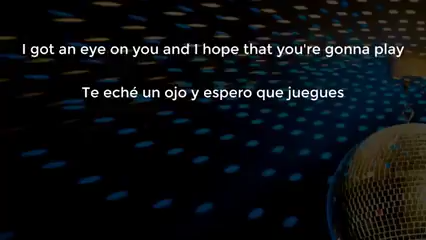 I got an eye on you and I hope that you're gonna play
Te eché un ojo y espero que juegues